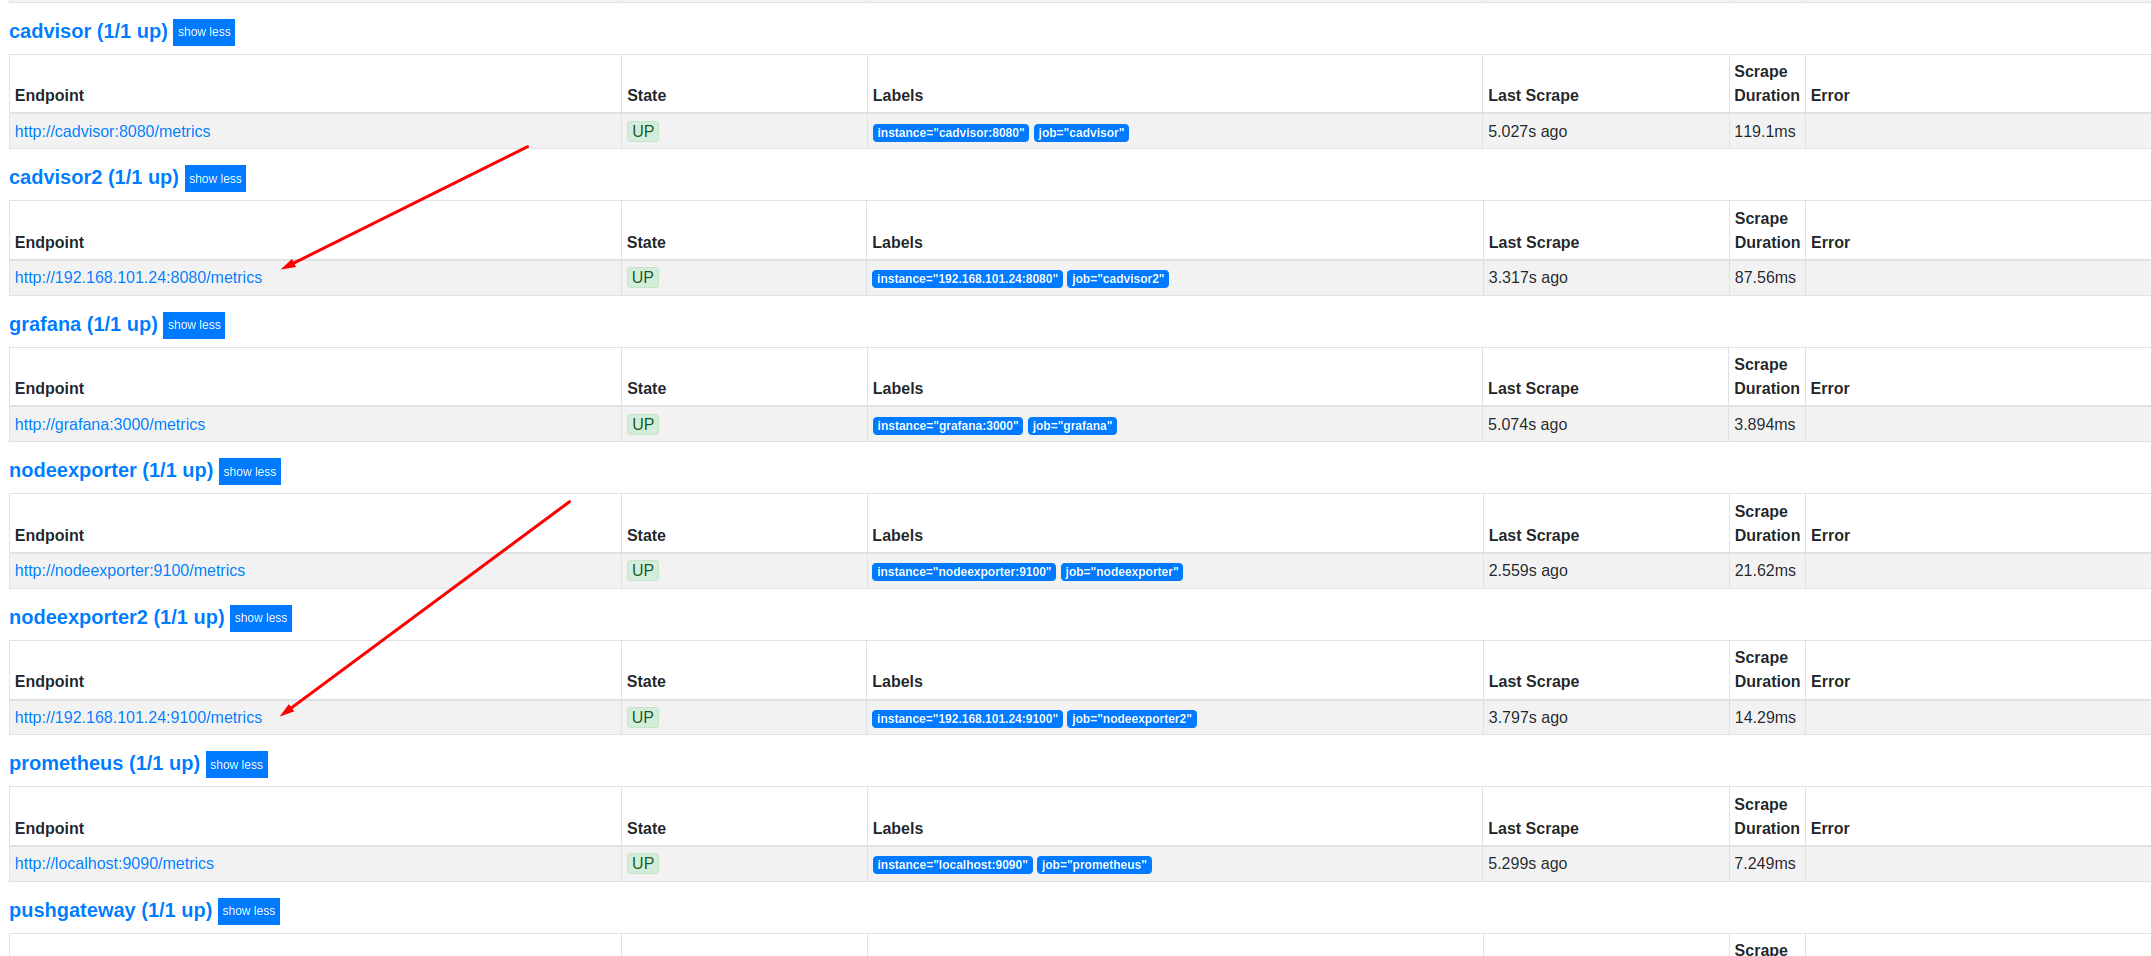 cadvisor (1/1 up) show less
Endpoint State Labels Last Scrape Scrape Duration Error
http://cadvisor:8080/metrics UP instance="cadvisor:8080" job="cadvisor" 5.027s ago 119.1ms
cadvisor2 (1/1 up) show less
Endpoint State Labels Last Scrape Scrape Duration Error
http://192.168.101.24:8080/metrics UP instance="192.168.101.24:8080" job="cadvisor2" 3.317s ago 87.56ms
grafana (1/1 up) show less
Endpoint State Labels Last Scrape Scrape Duration Error
http://grafana:3000/metrics UP instance="grafana:3000" job="grafana" 5.074s ago 3.894ms
nodeexporter (1/1 up) show less
Endpoint State Labels Last Scrape Scrape Duration Error
http://nodeexporter:9100/metrics UP instance="nodeexporter:9100" job="nodeexporter" 2.559s ago 21.62ms
nodeexporter2 (1/1 up) show less
Endpoint State Labels Last Scrape Scrape Duration Error
http://192.168.101.24:9100/metrics UP instance="192.168.101.24:9100" job="nodeexporter2" 3.797s ago 14.29ms
prometheus (1/1 up) show less
Endpoint State Labels Last Scrape Scrape Duration Error
http://localhost:9090/metrics UP instance="localhost:9090" job="prometheus" 5.299s ago 7.249ms
pushgateway (1/1 up) show less
Scrape